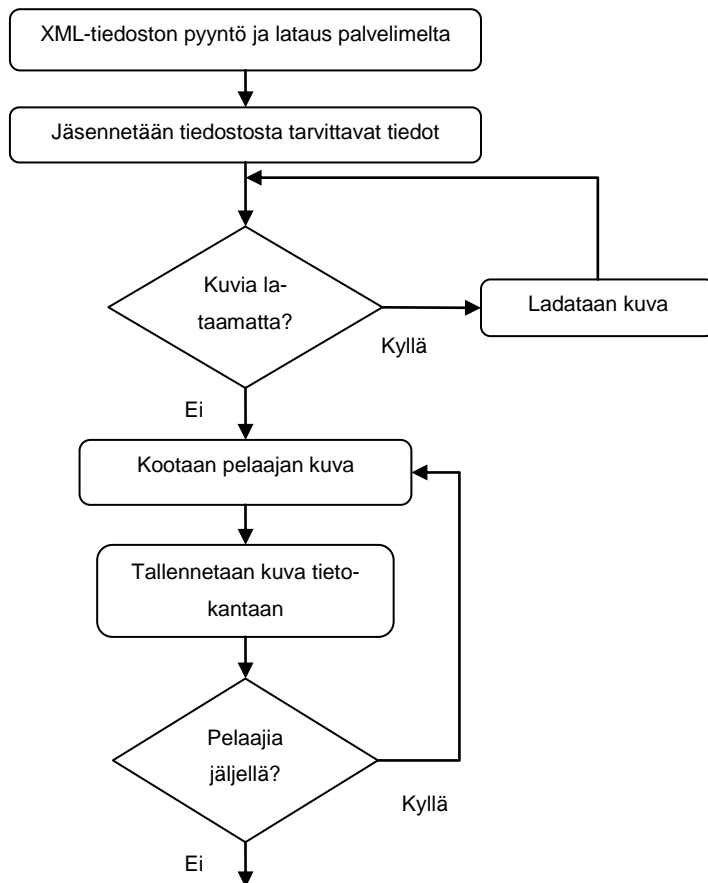 XML-tiedoston pyyntö ja lataus palvelimelta
Jäsennetään tiedostosta tarvittavat tiedot
Kuvia la-
taamatta?
Ladataan kuva
Kyllä
Ei
Kootaan pelaajan kuva
Tallennetaan kuva tieto-
kantaan
Pelaajia
jäljellä?
Kyllä
Ei